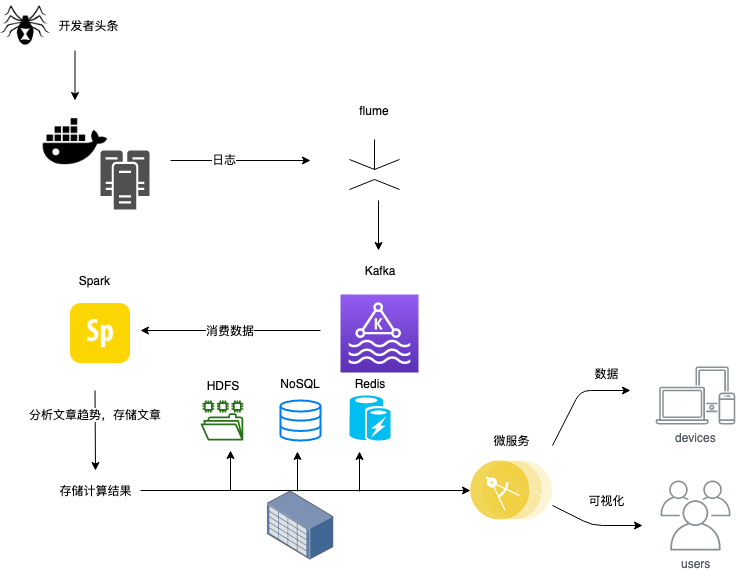 开发者头条
flume
日志
Kafka
Spark
K
Sp
消费数据
HDFS
NoSQL
Redis
数据
分析文章趋势，存储文章
devices
微服务
存储计算结果
可视化
users